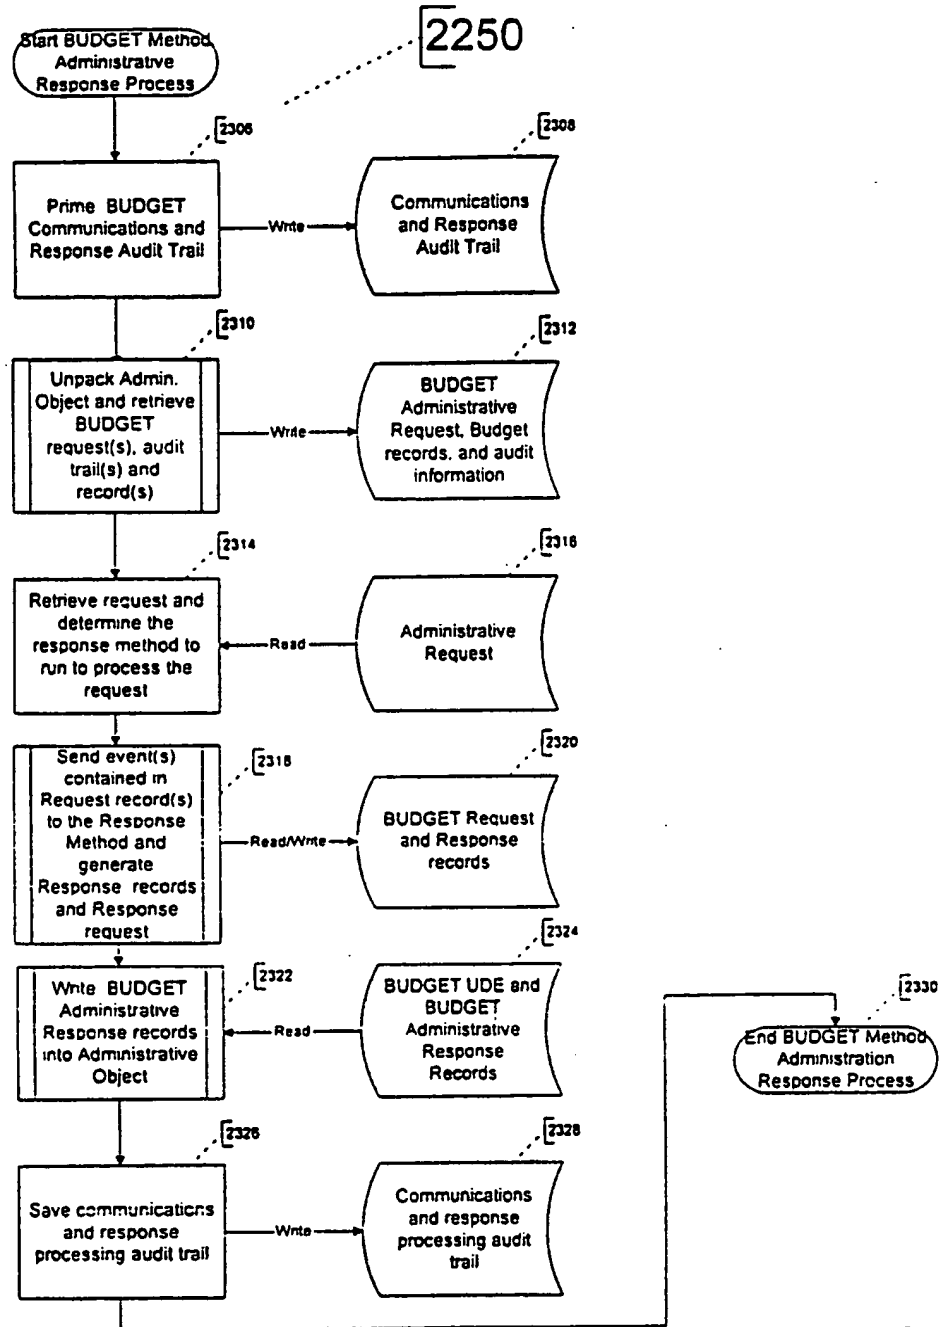 2250
Start BUDGET Method
Administrative
Response Process
2306
Prime BUDGET
Communications and
Response Audit Trail
Write
2308
Communications
and Response
Audit Trail
2310
Unpack Admin.
Object and retrieve
BUDGET
request(s), audit
trail(s) and
record(s)
Write
2312
BUDGET
Administrative
Request, Budget
records, and audit
information
2314
Retrieve request and
determine the
response method to
run to process the
request
Read
2316
Administrative
Request
2318
Send event(s)
contained in
Request record(s)
to the Response
Method and
generate
Response records
and Response
request
Read/Write
2320
BUDGET Request
and Response
records
2322
Write BUDGET
Administrative
Response records
into Administrative
Object
Read
2324
BUDGET UDE and
BUDGET
Administrative
Response
Records
2326
Save communications
and response
processing audit trail
Write
2328
Communications
and response
processing audit
trail
2330
End BUDGET Method
Administration
Response Process